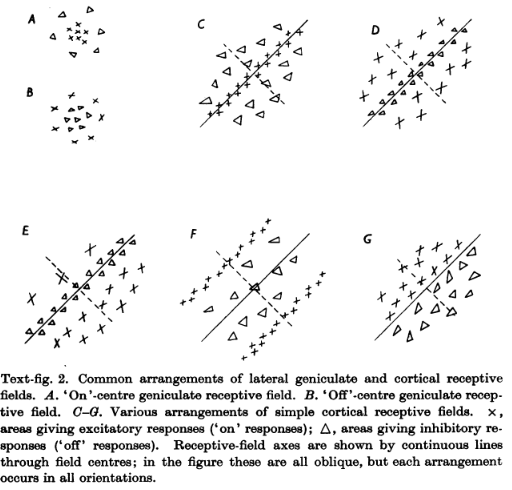 A
B
C
D
E
F
G
Text-fig. 2. Common arrangements of lateral geniculate and cortical receptive
fields. A. ‘On’-centre geniculate receptive field. B. ‘Off’-centre geniculate recep-
tive field. C–G. Various arrangements of simple cortical receptive fields. ×,
areas giving excitatory responses (‘on’ responses); △, areas giving inhibitory re-
sponses (‘off’ responses). Receptive-field axes are shown by continuous lines
through field centres; in the figure these are all oblique, but each arrangement
occurs in all orientations.